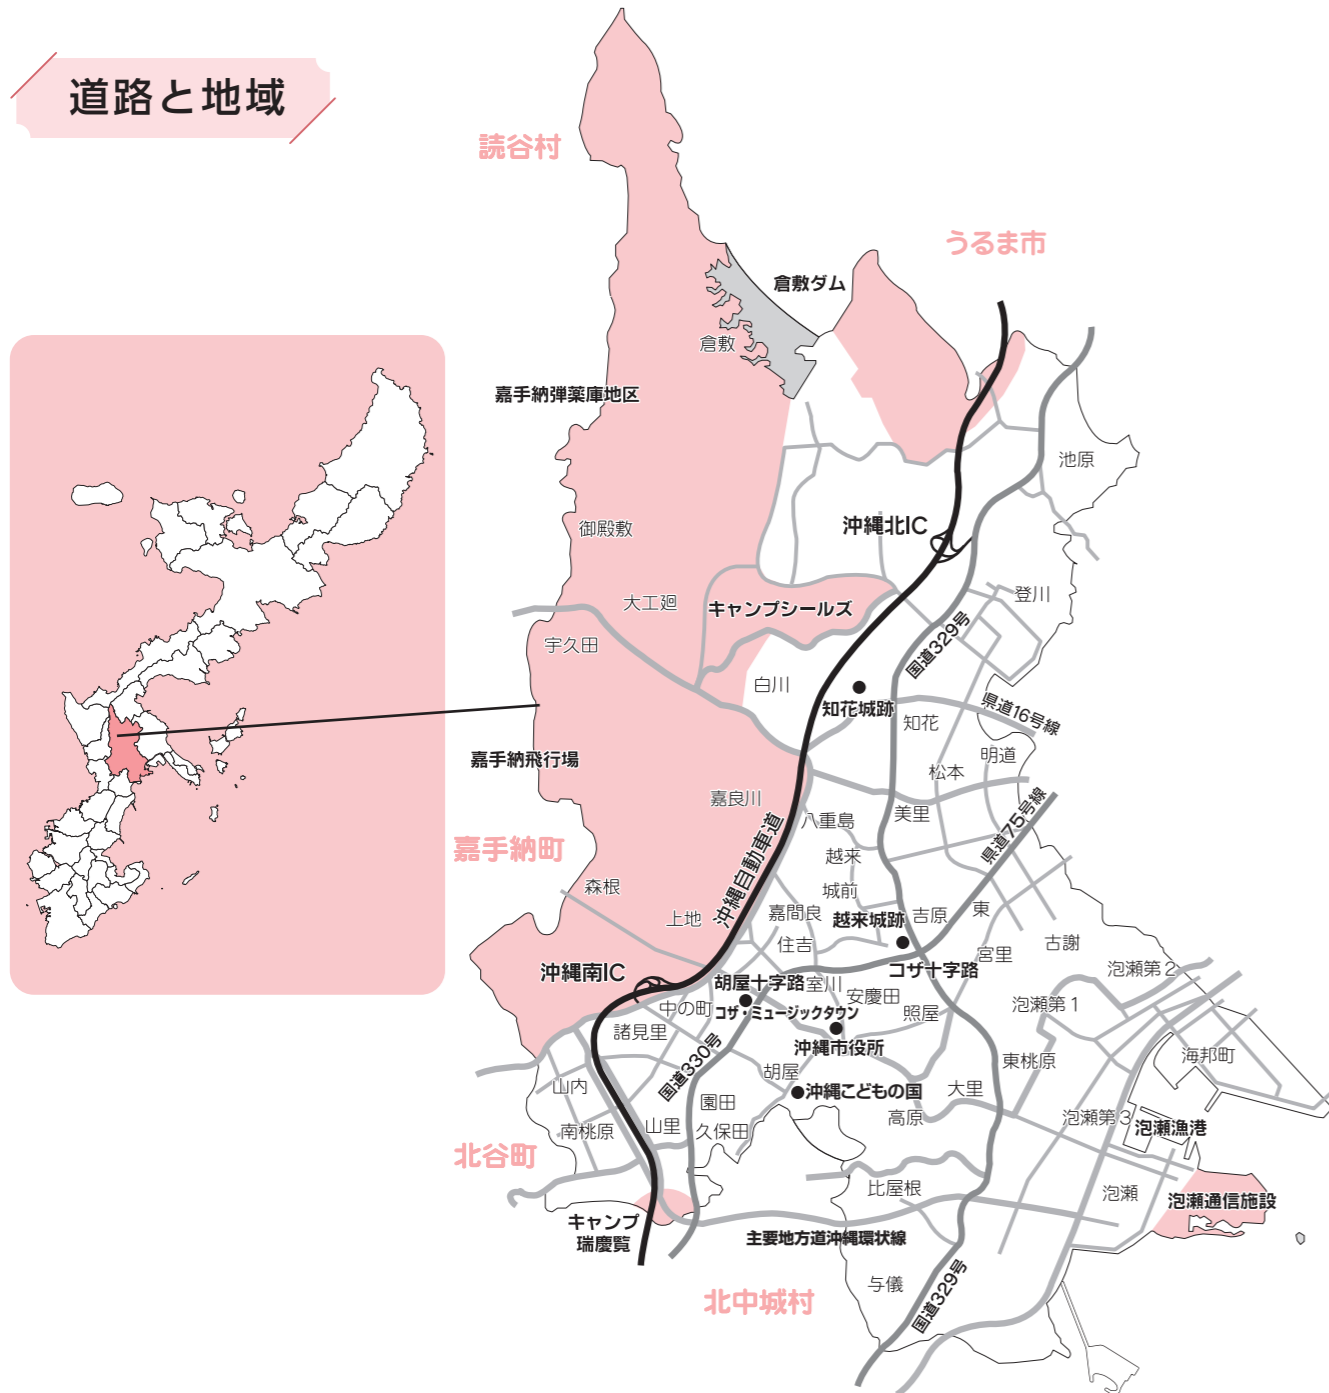 道路と地域
読谷村
うるま市
倉敷ダム
倉敷
嘉手納弾薬庫地区
池原
沖縄北IC
御殿敷
登川
大工廻
キャンプシールズ
国道329号
宇久田
白川
知花城跡
県道16号線
知花
明道
嘉手納飛行場
松本
嘉良川
八重島
美里
県道75号線
嘉手納町
越来
沖縄自動車道
森根
城前
上地
嘉間良
越来城跡
吉原
東
住吉
古謝
宮里
沖縄南IC
コザ十字路
泡瀬第2
胡屋十字路
室川
安慶田
泡瀬第1
中の町
コザ・ミュージックタウン
照屋
諸見里
沖縄市役所
海邦町
国道330号
東桃原
胡屋
山内
沖縄こどもの国
大里
園田
高原
泡瀬第3
泡瀬漁港
南桃原
山里
久保田
北谷町
比屋根
泡瀬
泡瀬通信施設
キャンプ
瑞慶覧
主要地方道沖縄環状線
与儀
国道329号
北中城村